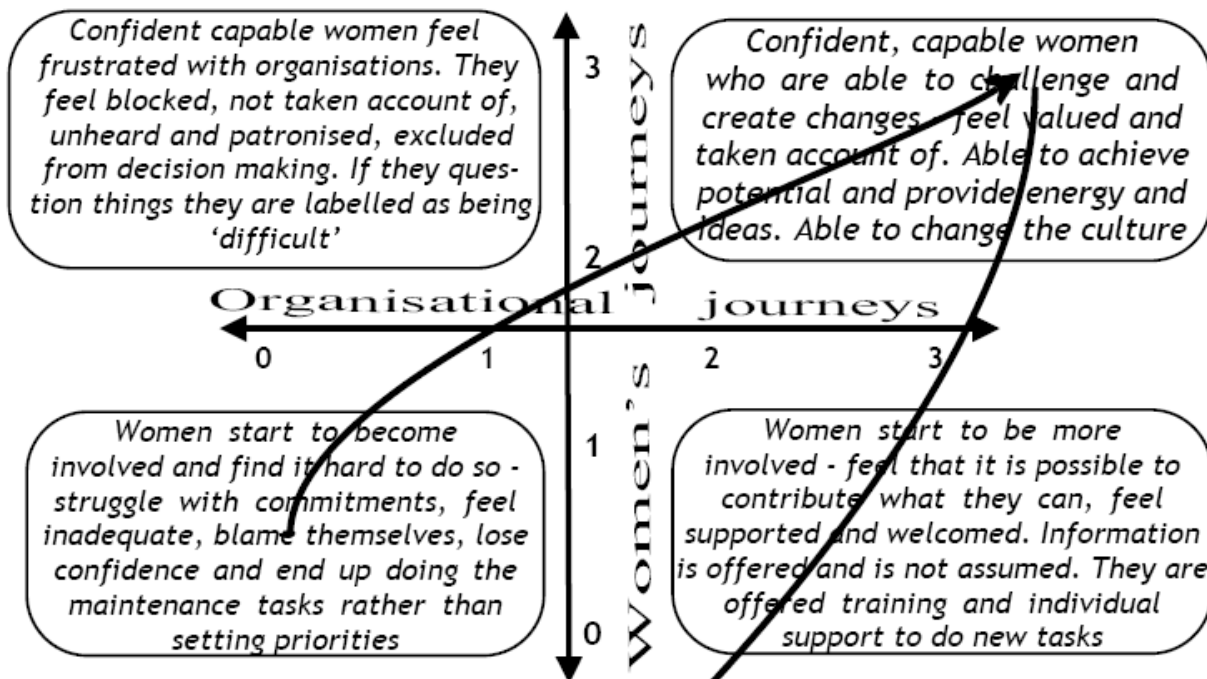 Confident capable women feel
frustrated with organisations. They
feel blocked, not taken account of,
unheard and patronised, excluded
from decision making. If they ques-
tion things they are labelled as being
‘difficult’
Confident, capable women
who are able to challenge and
create changes - feel valued and
taken account of. Able to achieve
potential and provide energy and
ideas. Able to change the culture
3
2
1
0
Women’s journeys
Organisational journeys
0 1 2 3
Women start to become
involved and find it hard to do so -
struggle with commitments, feel
inadequate, blame themselves, lose
confidence and end up doing the
maintenance tasks rather than
setting priorities
Women start to be more
involved - feel that it is possible to
contribute what they can, feel
supported and welcomed. Information
is offered and is not assumed. They are
offered training and individual
support to do new tasks